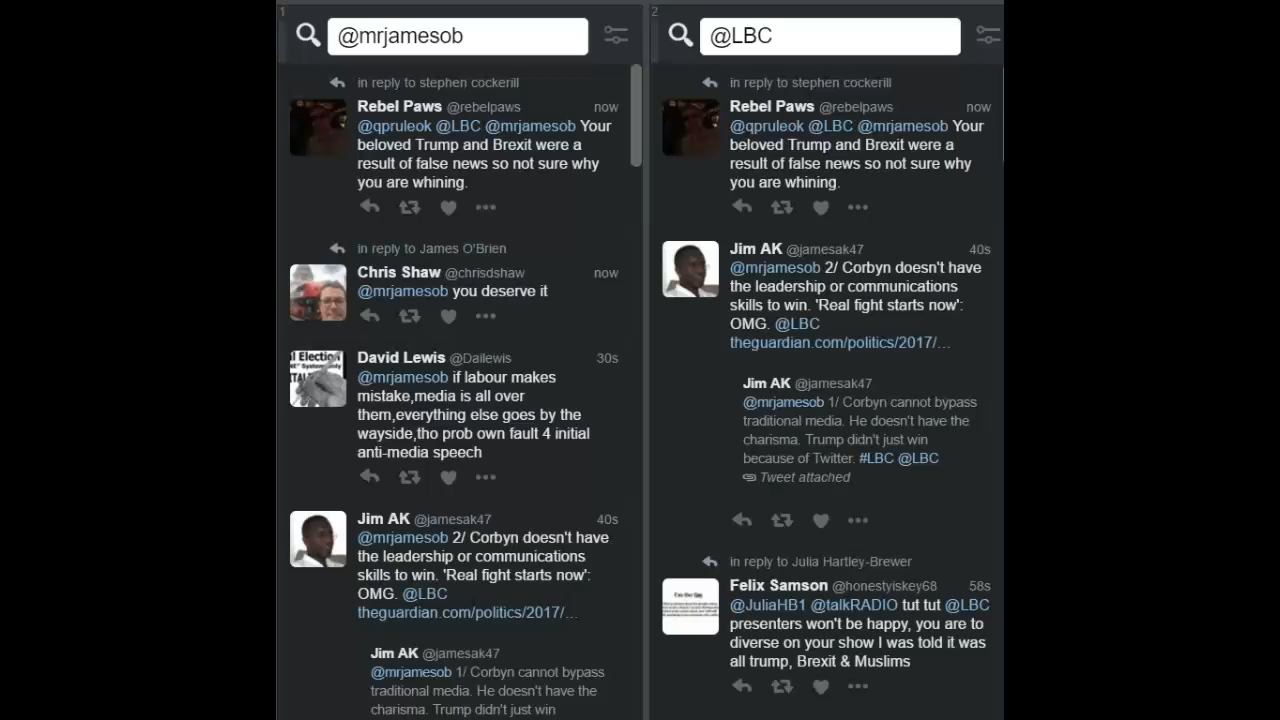 1
@mrjamesob
in reply to stephen cockerill
Rebel Paws @rebelpaws now
@qpruleok @LBC @mrjamesob Your
beloved Trump and Brexit were a
result of false news so not sure why
you are whining.
in reply to James O'Brien
Chris Shaw @chrisdshaw now
@mrjamesob you deserve it
David Lewis @Dailewis 30s
@mrjamesob if labour makes
mistake,media is all over
them,everything else goes by the
wayside,tho prob own fault 4 initial
anti-media speech
Jim AK @jamesak47 40s
@mrjamesob 2/ Corbyn doesn't have
the leadership or communications
skills to win. 'Real fight starts now':
OMG. @LBC
theguardian.com/politics/2017/…
Jim AK @jamesak47
@mrjamesob 1/ Corbyn cannot bypass
traditional media. He doesn't have the
charisma. Trump didn't just win
2
@LBC
in reply to stephen cockerill
Rebel Paws @rebelpaws now
@qpruleok @LBC @mrjamesob Your
beloved Trump and Brexit were a
result of false news so not sure why
you are whining.
Jim AK @jamesak47 40s
@mrjamesob 2/ Corbyn doesn't have
the leadership or communications
skills to win. 'Real fight starts now':
OMG. @LBC
theguardian.com/politics/2017/…
Jim AK @jamesak47
@mrjamesob 1/ Corbyn cannot bypass
traditional media. He doesn't have the
charisma. Trump didn't just win
because of Twitter. #LBC @LBC
Tweet attached
in reply to Julia Hartley-Brewer
Felix Samson @honestyiskey68 58s
@JuliaHB1 @talkRADIO tut tut @LBC
presenters won't be happy, you are to
diverse on your show I was told it was
all trump, Brexit & Muslims